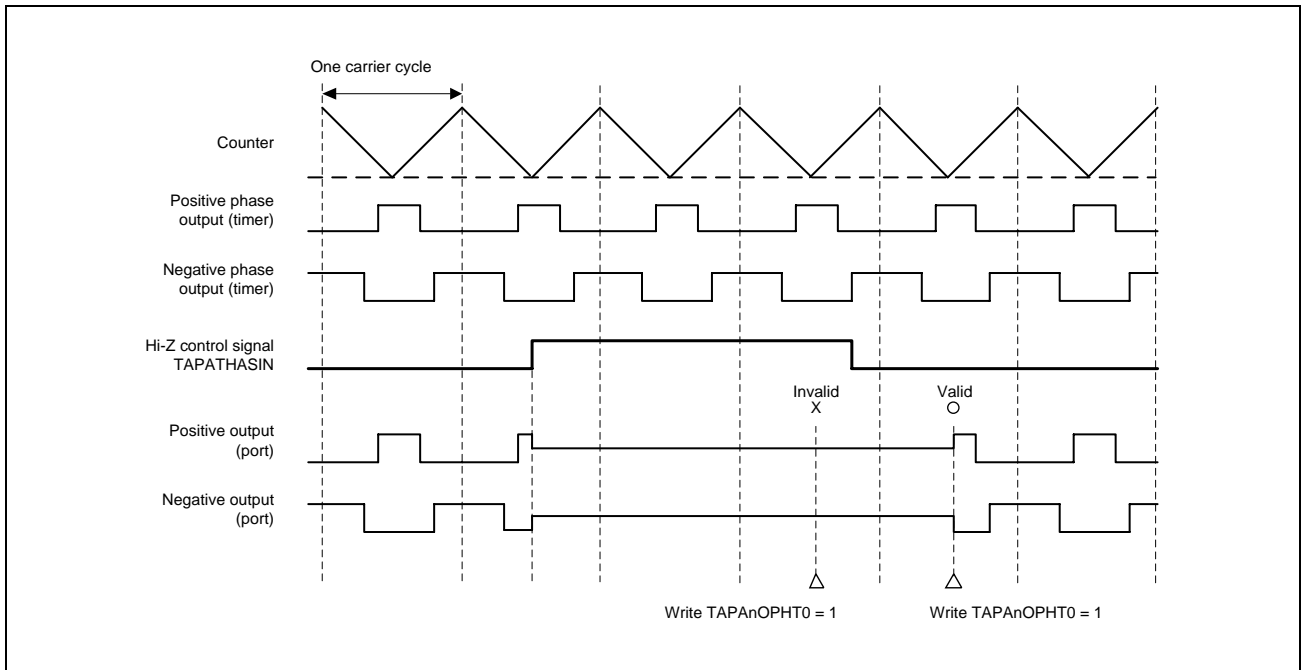 One carrier cycle
Counter
Positive phase
output (timer)
Negative phase
output (timer)
Hi-Z control signal
TAPATHASIN
Invalid
X
Valid
Positive output
(port)
Negative output
(port)
Write TAPAnOPHT0 = 1
Write TAPAnOPHT0 = 1